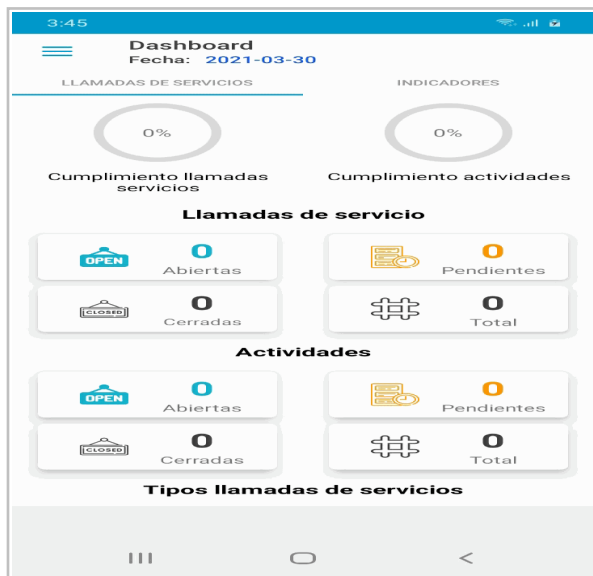 3:45
Dashboard
Fecha: 2021-03-30
LLAMADAS DE SERVICIOS
INDICADORES
0%
0%
Cumplimiento llamadas
servicios
Cumplimiento actividades
Llamadas de servicio
OPEN
0
Abiertas
0
Pendientes
CLOSED
0
Cerradas
0
Total
Actividades
OPEN
0
Abiertas
0
Pendientes
CLOSED
0
Cerradas
0
Total
Tipos llamadas de servicios